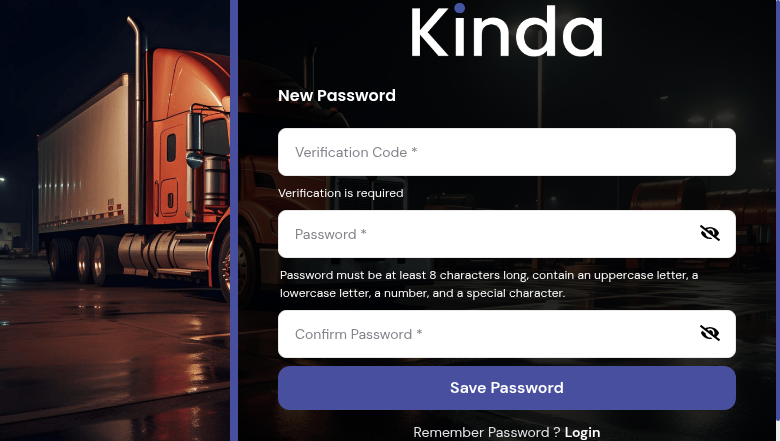 Kinda
New Password
Verification Code *
Verification is required
Password *
Password must be at least 8 characters long, contain an uppercase letter, a
lowercase letter, a number, and a special character.
Confirm Password *
Save Password
Remember Password ? Login